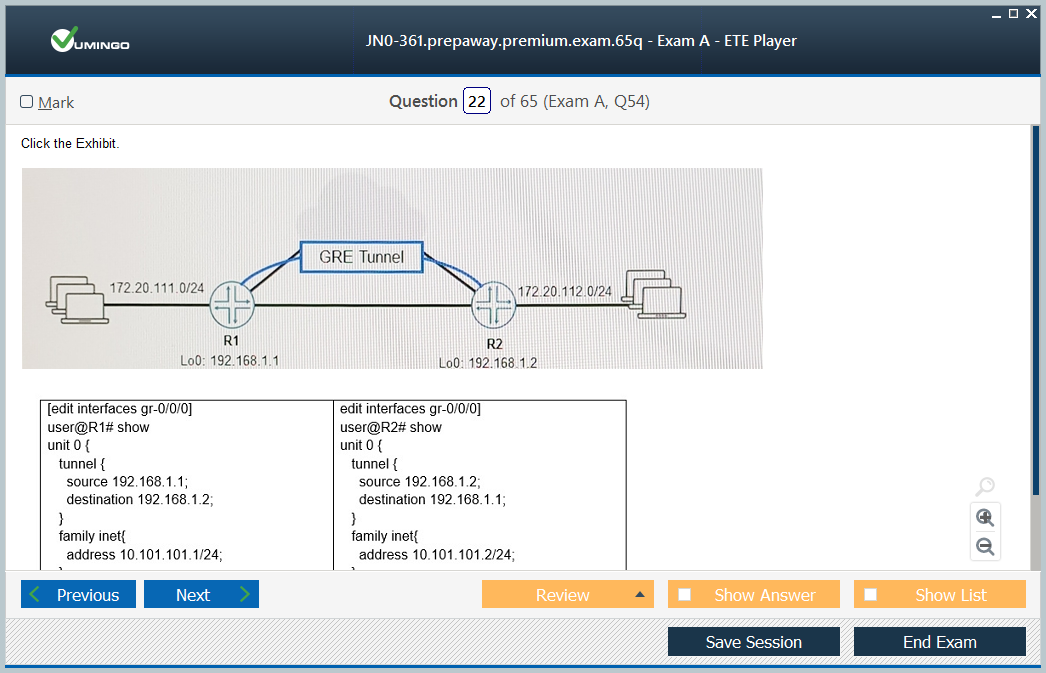 VUMINGO
JN0-361.prepaway.premium.exam.65q - Exam A - ETE Player
Mark
Question 22 of 65 (Exam A, Q54)
Click the Exhibit.
GRE Tunnel
172.20.111.0/24
172.20.112.0/24
R1
R2
Lo0: 192.168.1.1
Lo0: 192.168.1.2
[edit interfaces gr-0/0/0]
user@R1# show
unit 0 {
tunnel {
source 192.168.1.1;
destination 192.168.1.2;
}
family inet{
address 10.101.101.1/24;
edit interfaces gr-0/0/0]
user@R2# show
unit 0 {
tunnel {
source 192.168.1.2;
destination 192.168.1.1;
}
family inet{
address 10.101.101.2/24;
Previous
Next
Review
Show Answer
Show List
Save Session
End Exam